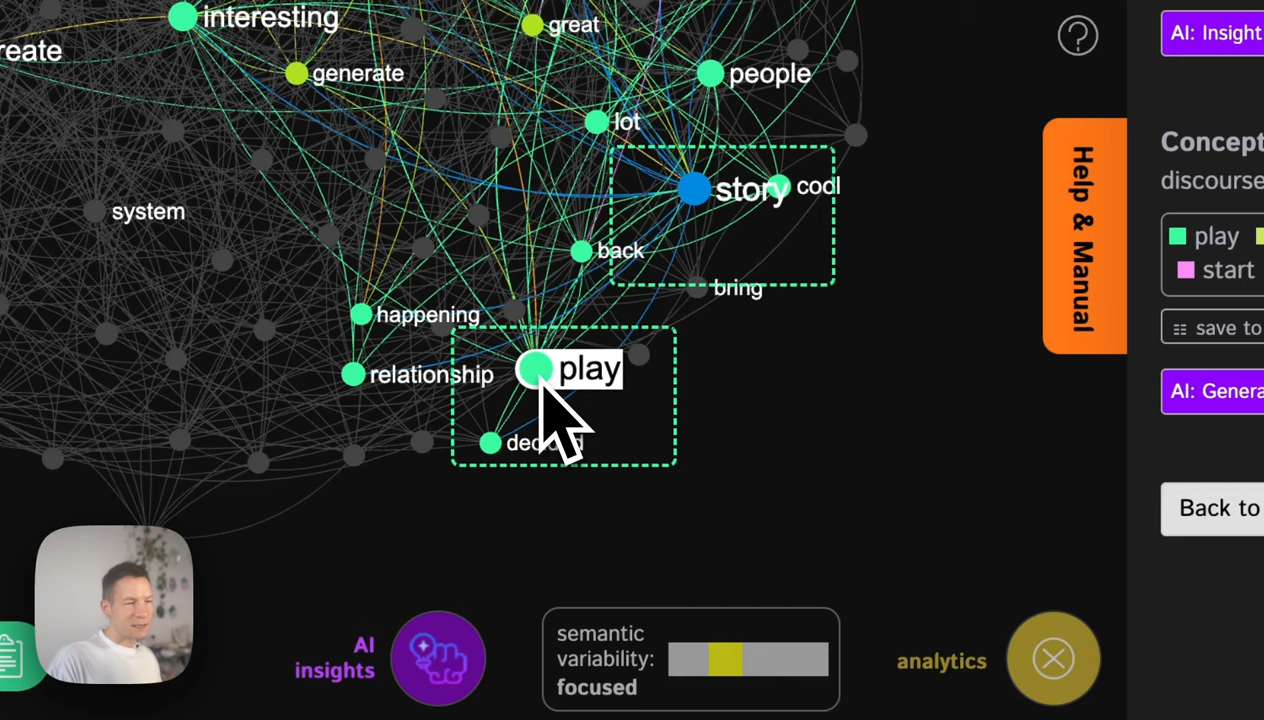 interesting
reate
great
generate
people
lot
story
cool
system
back
bring
happening
relationship
play
?
Help & Manual
AI: Insight
Concept
discourse
play
start
save to
AI: Genera
Back to
AI
insights
semantic
variability:
focused
analytics